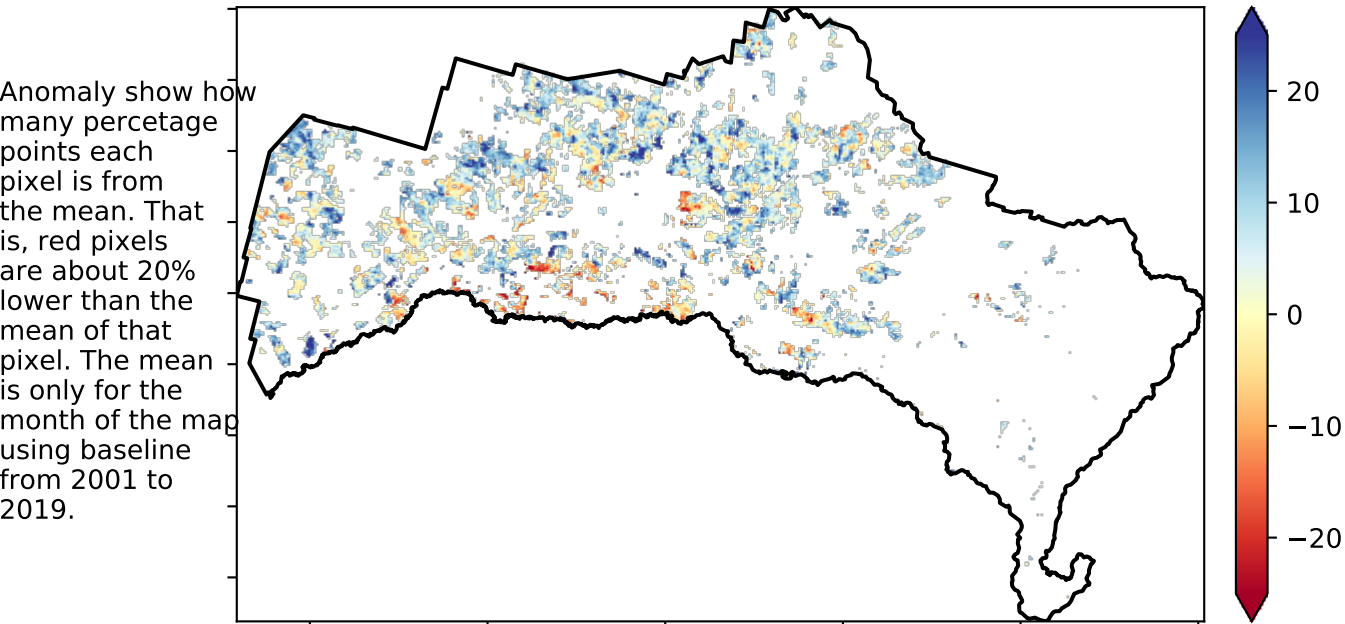 Anomaly show how
many percetage
points each
pixel is from
the mean. That
is, red pixels
are about 20%
lower than the
mean of that
pixel. The mean
is only for the
month of the map
using baseline
from 2001 to
2019.
20
10
0
−10
−20